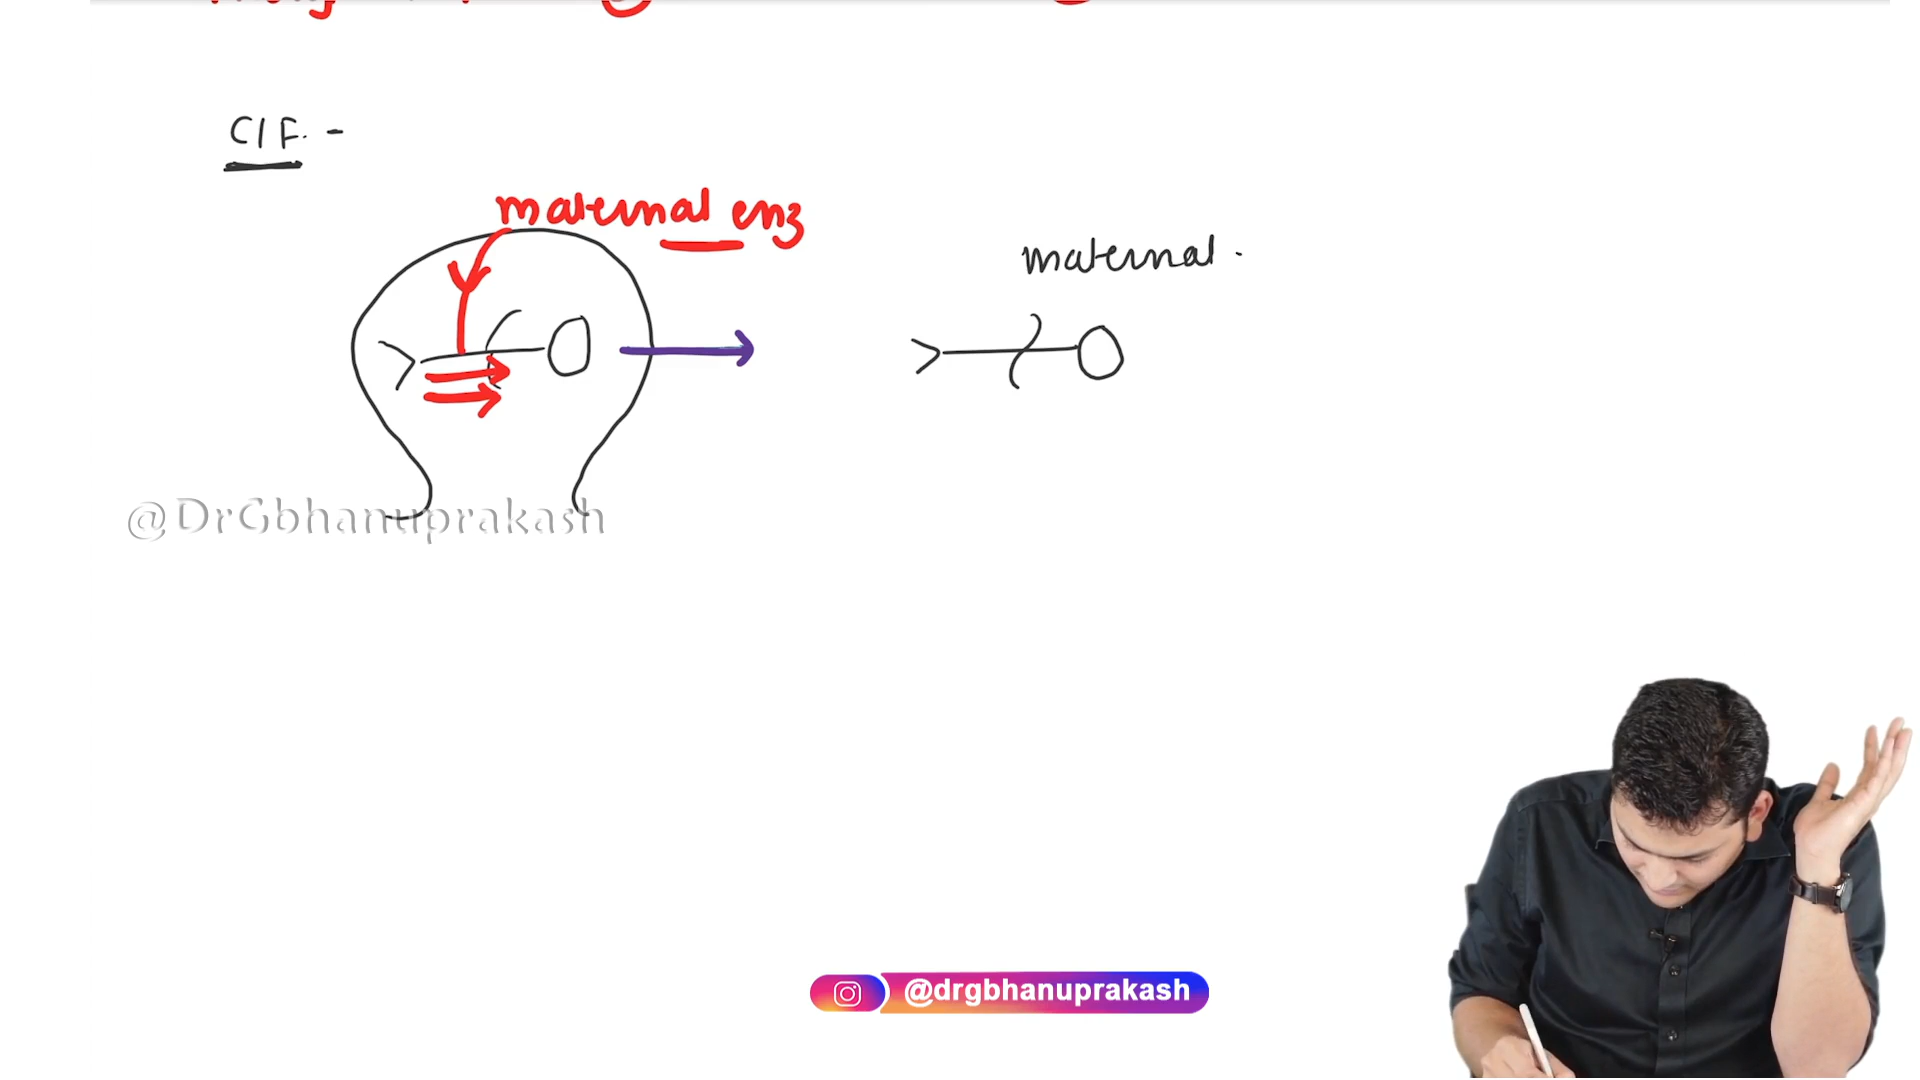 C/F. -
maternal enz
maternal.
@DrGbhanuprakash
@drgbhanuprakash